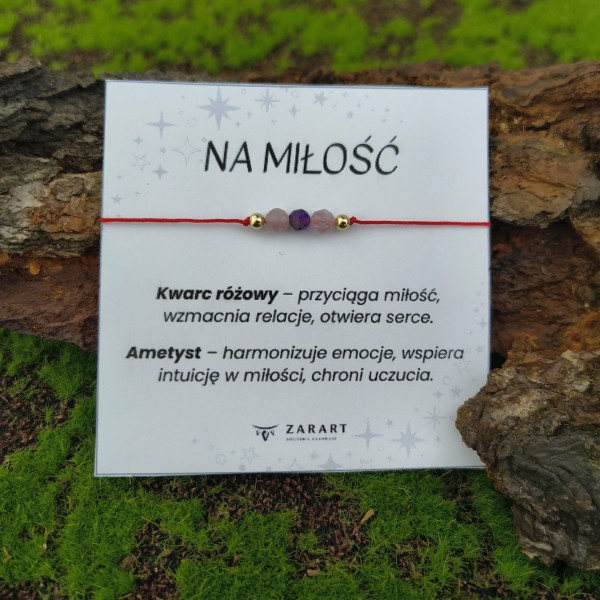 NA MIŁOŚĆ
Kwarc różowy – przyciąga miłość,
wzmacnia relacje, otwiera serce.
Ametyst – harmonizuje emocje, wspiera
intuicję w miłości, chroni uczucia.
ZARART